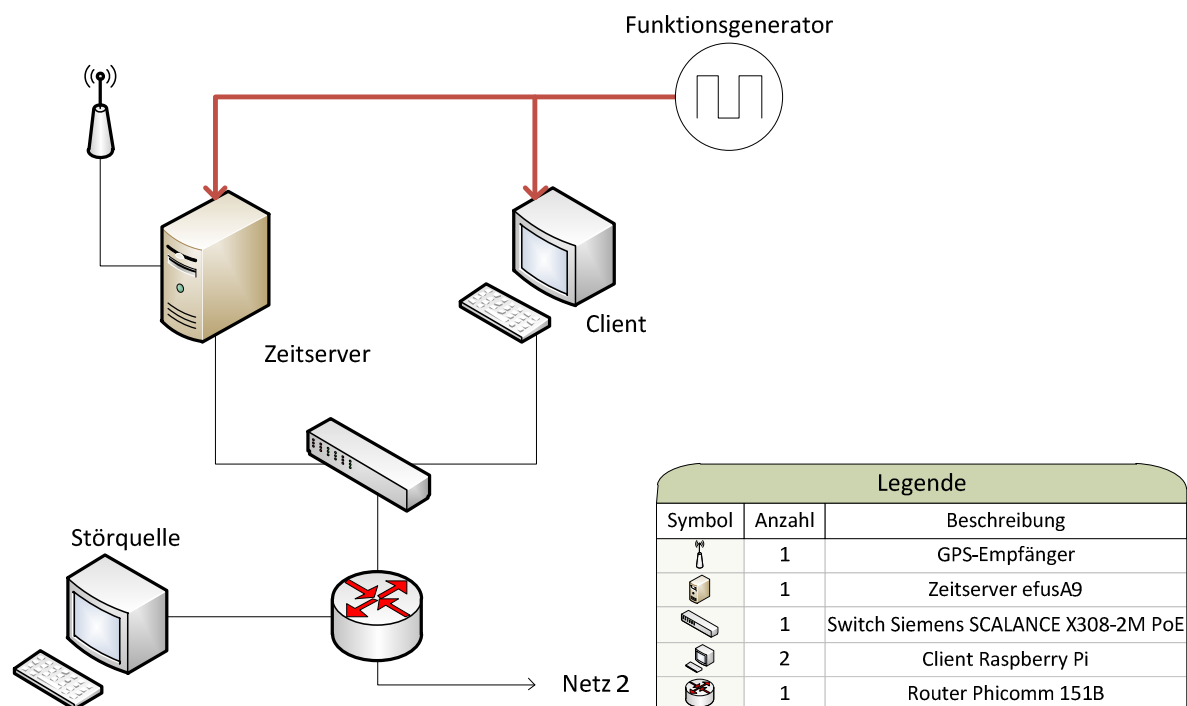 Funktionsgenerator
Client
Zeitserver
Störquelle
Netz 2
Legende
Symbol Anzahl Beschreibung
1 GPS-Empfänger
1 Zeitserver efusA9
1 Switch Siemens SCALANCE X308-2M PoE
2 Client Raspberry Pi
1 Router Phicomm 151B